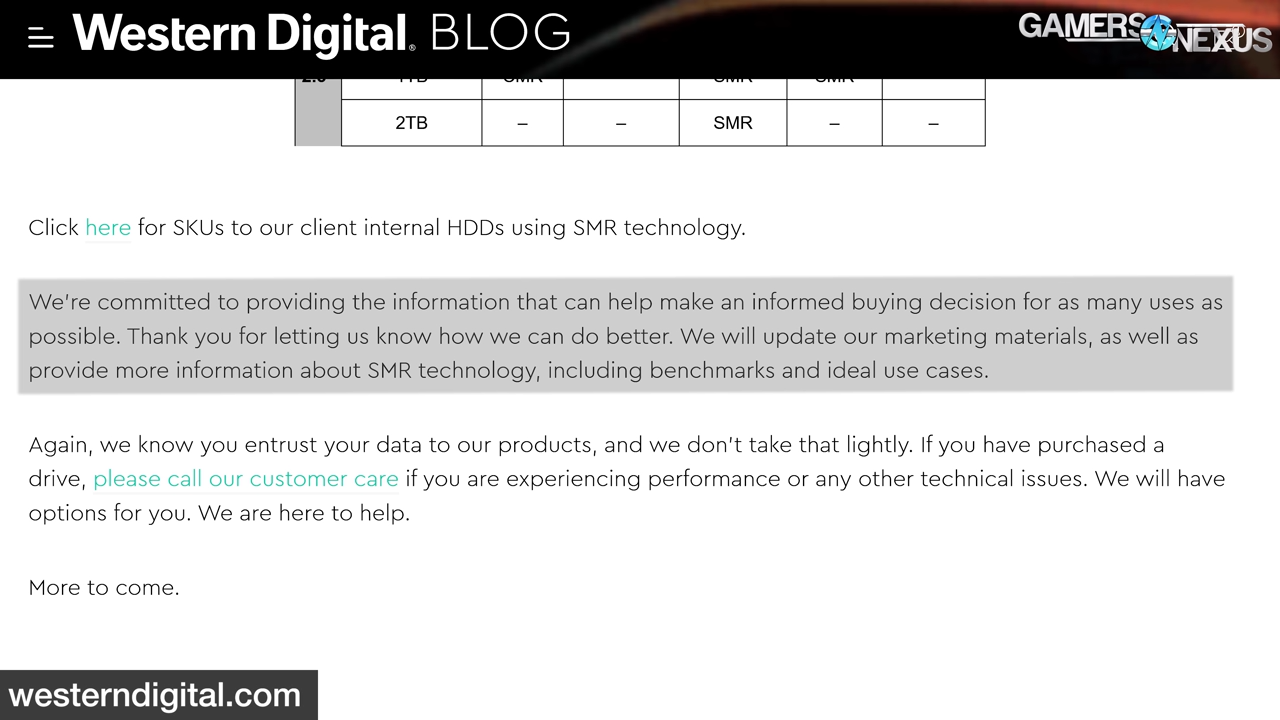 Western Digital. BLOG
GAMERS NEXUS
2TB – – SMR – –
Click here for SKUs to our client internal HDDs using SMR technology.
We're committed to providing the information that can help make an informed buying decision for as many uses as
possible. Thank you for letting us know how we can do better. We will update our marketing materials, as well as
provide more information about SMR technology, including benchmarks and ideal use cases.
Again, we know you entrust your data to our products, and we don't take that lightly. If you have purchased a
drive, please call our customer care if you are experiencing performance or any other technical issues. We will have
options for you. We are here to help.
More to come.
westerndigital.com